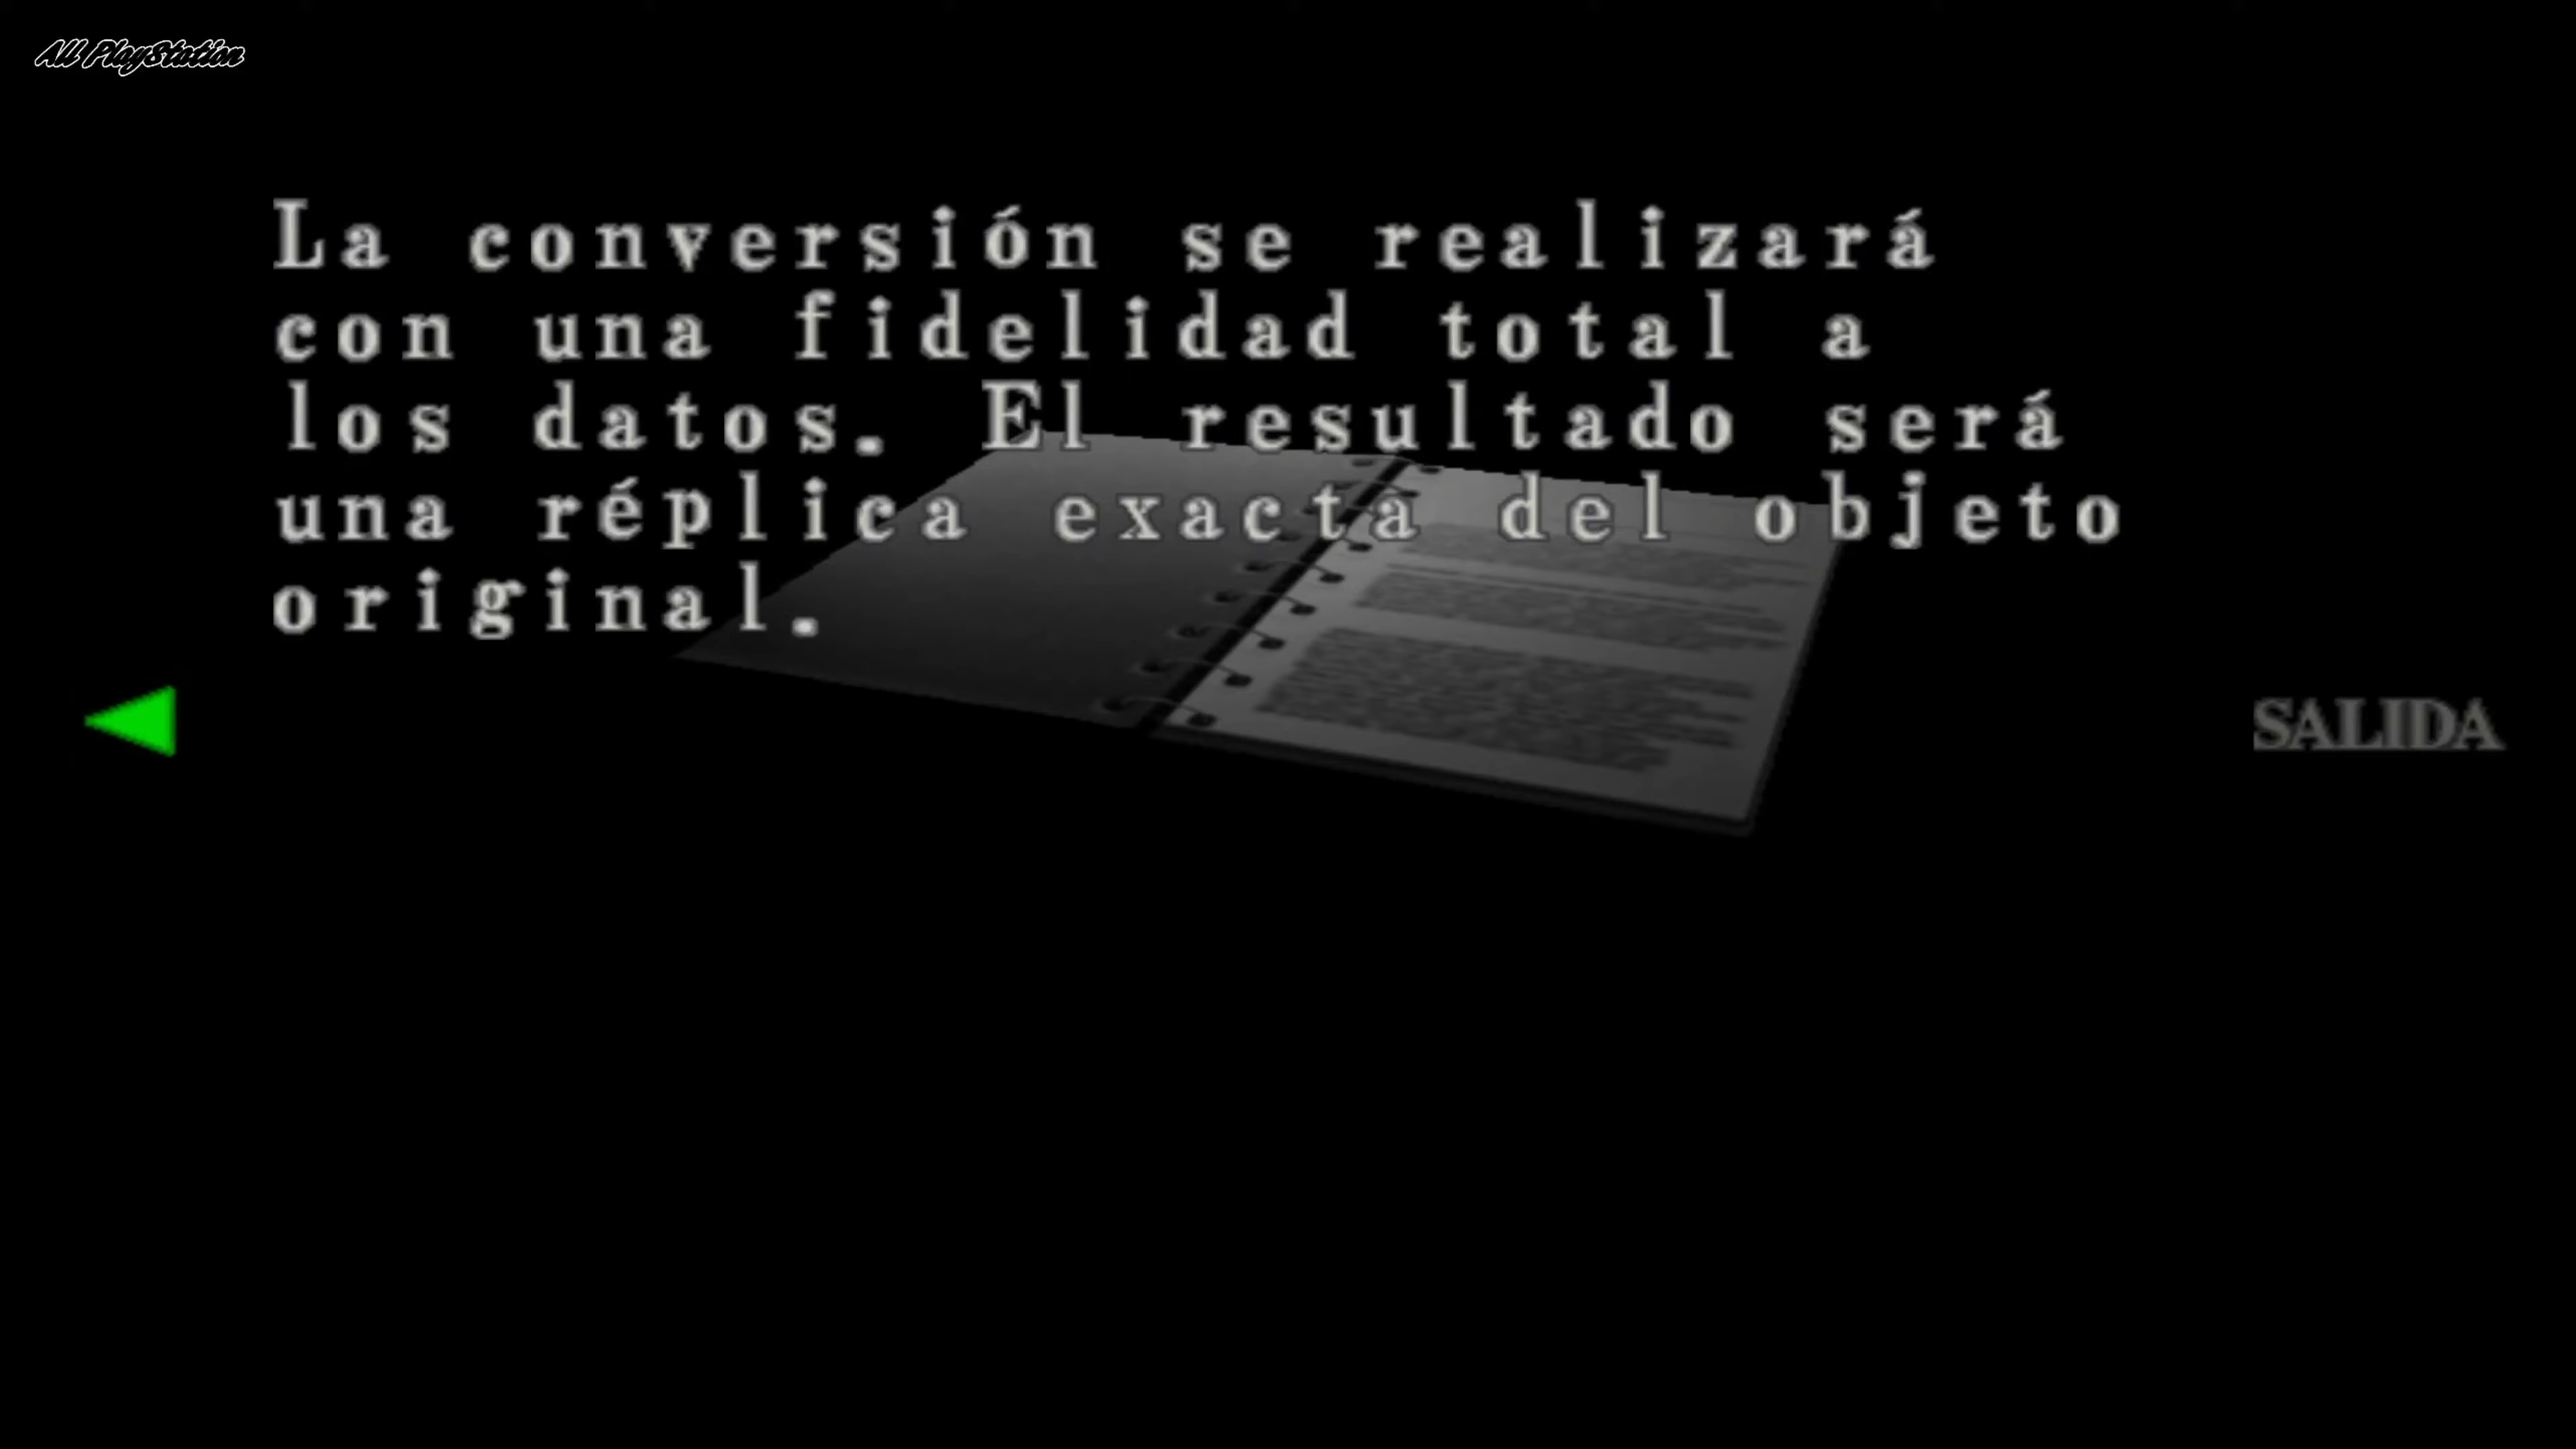 All PlayStation
La conversión se realizará
con una fidelidad total a
los datos. El resultado será
una réplica exacta del objeto
original.
SALIDA